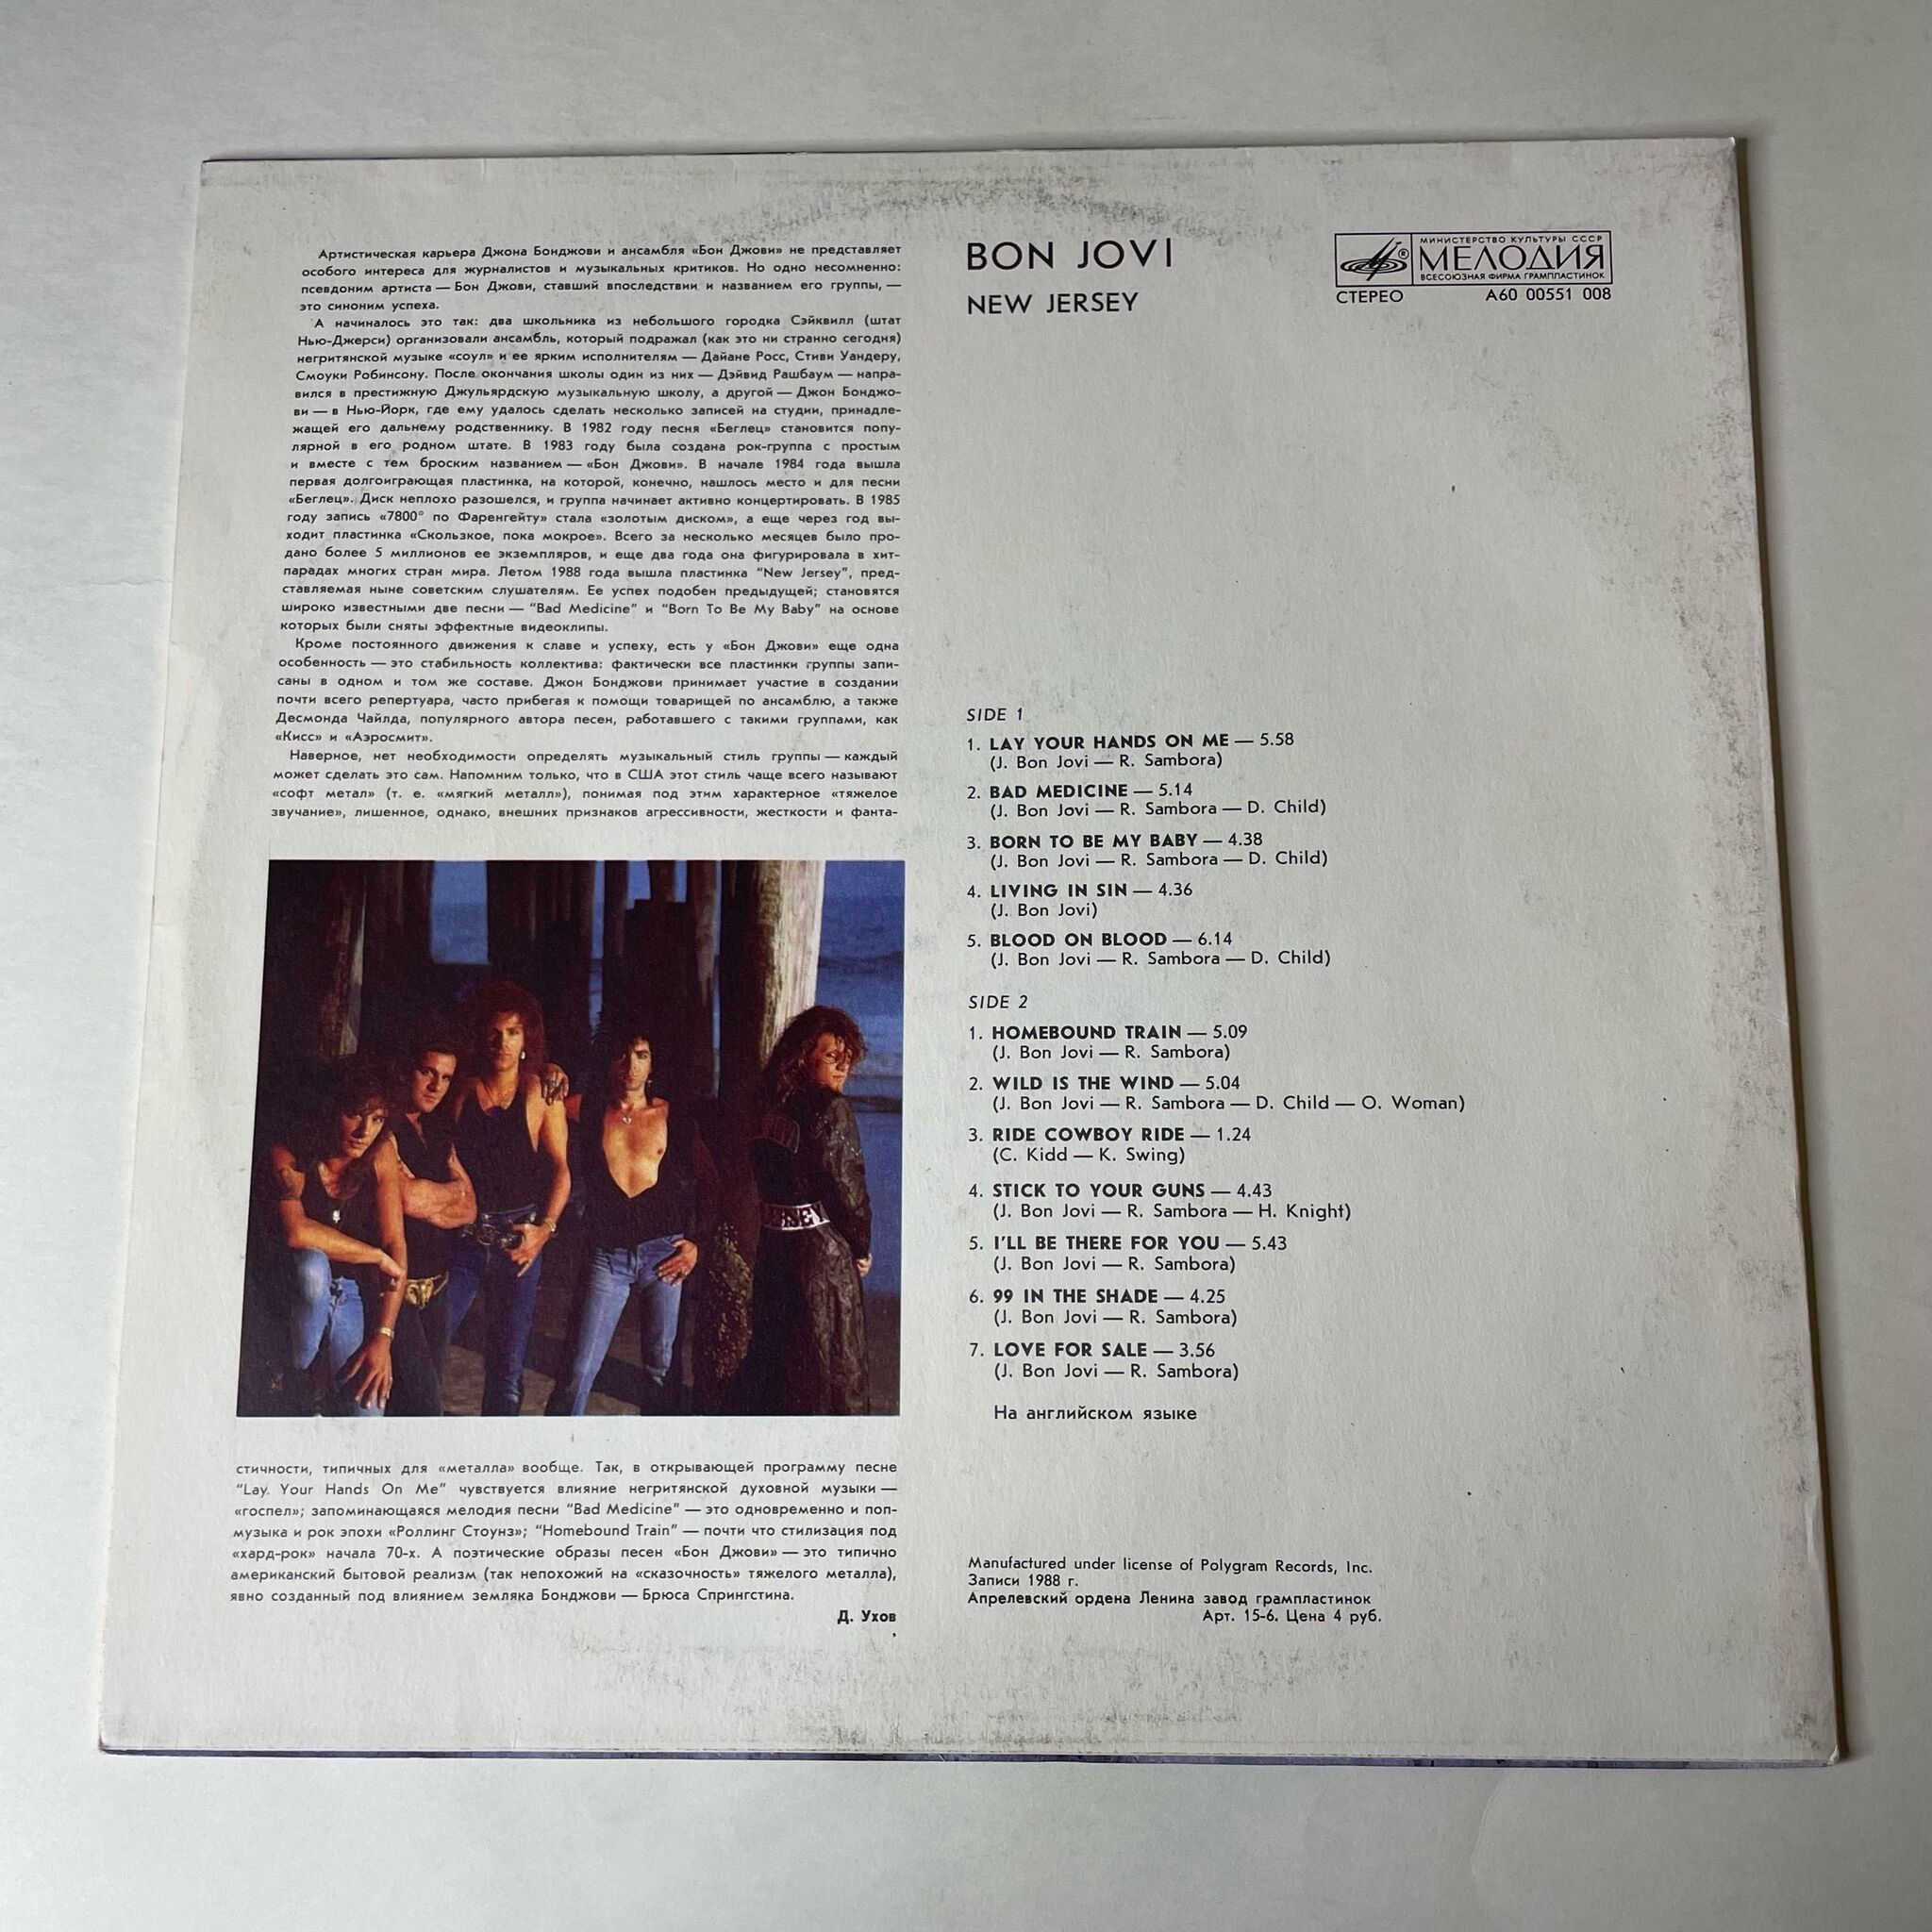 Артистическая карьера Джона Бонджови и ансамбля «Бон Джови» не представляет
особого интереса для журналистов и музыкальных критиков. Но одно несомненно:
псевдоним артиста — Бон Джови, ставший впоследствии и названием его группы, —
это синоним успеха.
А начиналось это так: два школьника из небольшого городка Сэйквилл (штат
Нью-Джерси) организовали ансамбль, который подражал (как это ни странно сегодня)
негритянской музыке «соул» и ее ярким исполнителям — Дайане Росс, Стиви Уандеру,
Смоуки Робинсону. После окончания школы один из них — Дэйвид Рашбаум — напра-
вился в престижную Джульярдскую музыкальную школу, а другой — Джон Бонджо-
ви — в Нью-Йорк, где ему удалось сделать несколько записей на студии, принадле-
жащей его дальнему родственнику. В 1982 году песня «Беглец» становится попу-
лярной в его родном штате. В 1983 году была создана рок-группа с простым
и вместе с тем броским названием — «Бон Джови». В начале 1984 года вышла
первая долгоиграющая пластинка, на которой, конечно, нашлось место и для песни
«Беглец». Диск неплохо разошелся, и группа начинает активно концертировать. В 1985
году запись «7800° по Фаренгейту» стала «золотым диском», а еще через год вы-
ходит пластинка «Скользкое, пока мокрое». Всего за несколько месяцев было про-
дано более 5 миллионов ее экземпляров, и еще два года она фигурировала в хит-
парадах многих стран мира. Летом 1988 года вышла пластинка "New Jersey", пред-
ставляемая ныне советским слушателям. Ее успех подобен предыдущей; становятся
широко известными две песни — "Bad Medicine" и "Born To Be My Baby" на основе
которых были сняты эффектные видеоклипы.
Кроме постоянного движения к славе и успеху, есть у «Бон Джови» еще одна
особенность — это стабильность коллектива: фактически все пластинки группы запи-
саны в одном и том же составе. Джон Бонджови принимает участие в создании
почти всего репертуара, часто прибегая к помощи товарищей по ансамблю, а также
Десмонда Чайлда, популярного автора песен, работавшего с такими группами, как
«Кисс» и «Аэросмит».
Наверное, нет необходимости определять музыкальный стиль группы — каждый
может сделать это сам. Напомним только, что в США этот стиль чаще всего называют
«софт метал» (т. е. «мягкий металл»), понимая под этим характерное «тяжелое
звучание», лишенное, однако, внешних признаков агрессивности, жесткости и фанта-
стичности, типичных для «металла» вообще. Так, в открывающей программу песне
"Lay Your Hands On Me" чувствуется влияние негритянской духовной музыки —
«госпел»; запоминающаяся мелодия песни "Bad Medicine" — это одновременно и поп-
музыка и рок эпохи «Роллинг Стоунз»; "Homebound Train" — почти что стилизация под
«хард-рок» начала 70-х. А поэтические образы песен «Бон Джови» — это типично
американский бытовой реализм (так непохожий на «сказочность» тяжелого металла),
явно созданный под влиянием земляка Бонджови — Брюса Спрингстина.
Д. Ухов
BON JOVI
NEW JERSEY
МИНИСТЕРСТВО КУЛЬТУРЫ СССР
® МЕЛОДИЯ
ВСЕСОЮЗНАЯ ФИРМА ГРАМПЛАСТИНОК
СТЕРЕО А60 00551 008
SIDE 1
1. LAY YOUR HANDS ON ME — 5.58
(J. Bon Jovi — R. Sambora)
2. BAD MEDICINE — 5.14
(J. Bon Jovi — R. Sambora — D. Child)
3. BORN TO BE MY BABY — 4.38
(J. Bon Jovi — R. Sambora — D. Child)
4. LIVING IN SIN — 4.36
(J. Bon Jovi)
5. BLOOD ON BLOOD — 6.14
(J. Bon Jovi — R. Sambora — D. Child)
SIDE 2
1. HOMEBOUND TRAIN — 5.09
(J. Bon Jovi — R. Sambora)
2. WILD IS THE WIND — 5.04
(J. Bon Jovi — R. Sambora — D. Child — O. Woman)
3. RIDE COWBOY RIDE — 1.24
(C. Kidd — K. Swing)
4. STICK TO YOUR GUNS — 4.43
(J. Bon Jovi — R. Sambora — H. Knight)
5. I'LL BE THERE FOR YOU — 5.43
(J. Bon Jovi — R. Sambora)
6. 99 IN THE SHADE — 4.25
(J. Bon Jovi — R. Sambora)
7. LOVE FOR SALE — 3.56
(J. Bon Jovi — R. Sambora)
На английском языке
Manufactured under license of Polygram Records, Inc.
Записи 1988 г.
Апрелевский ордена Ленина завод грампластинок
Арт. 15-6. Цена 4 руб.